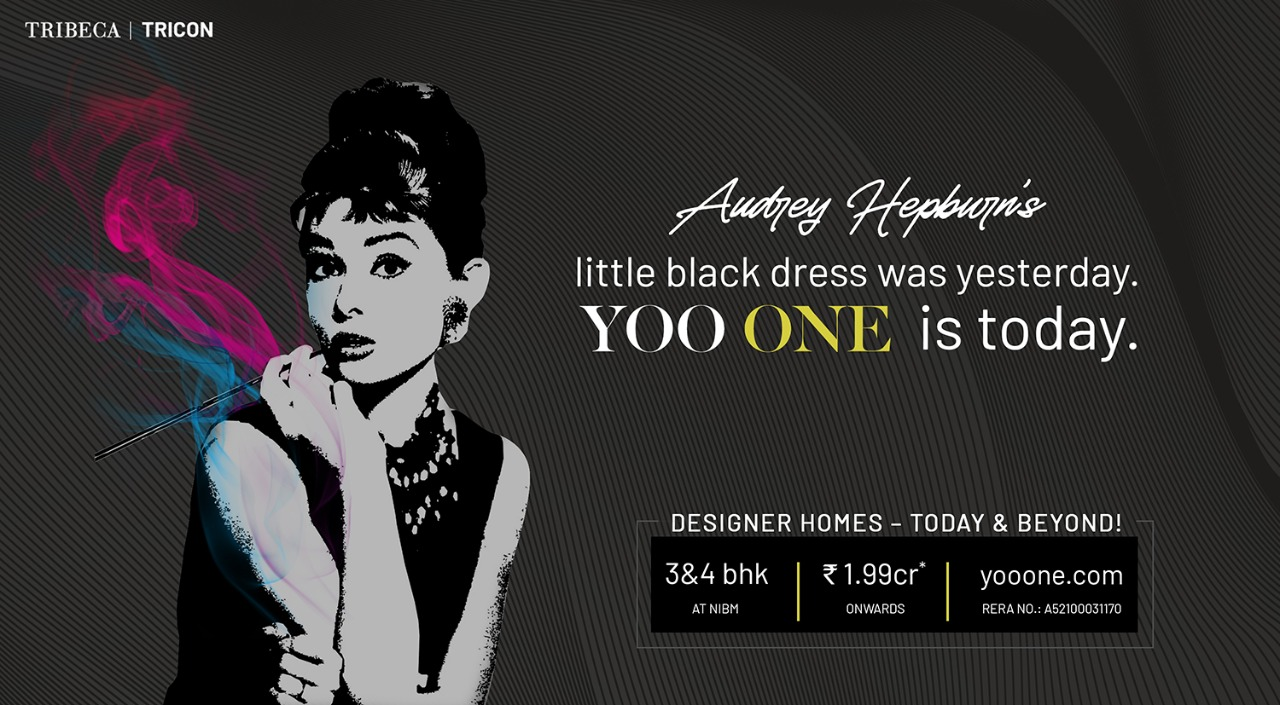 TRIBECA | TRICON
Audrey Hepburn's
little black dress was yesterday.
YOO ONE is today.
DESIGNER HOMES – TODAY & BEYOND!
3&4 bhk
AT NIBM
₹1.99cr*
ONWARDS
yooone.com
RERA NO.: A52100031170